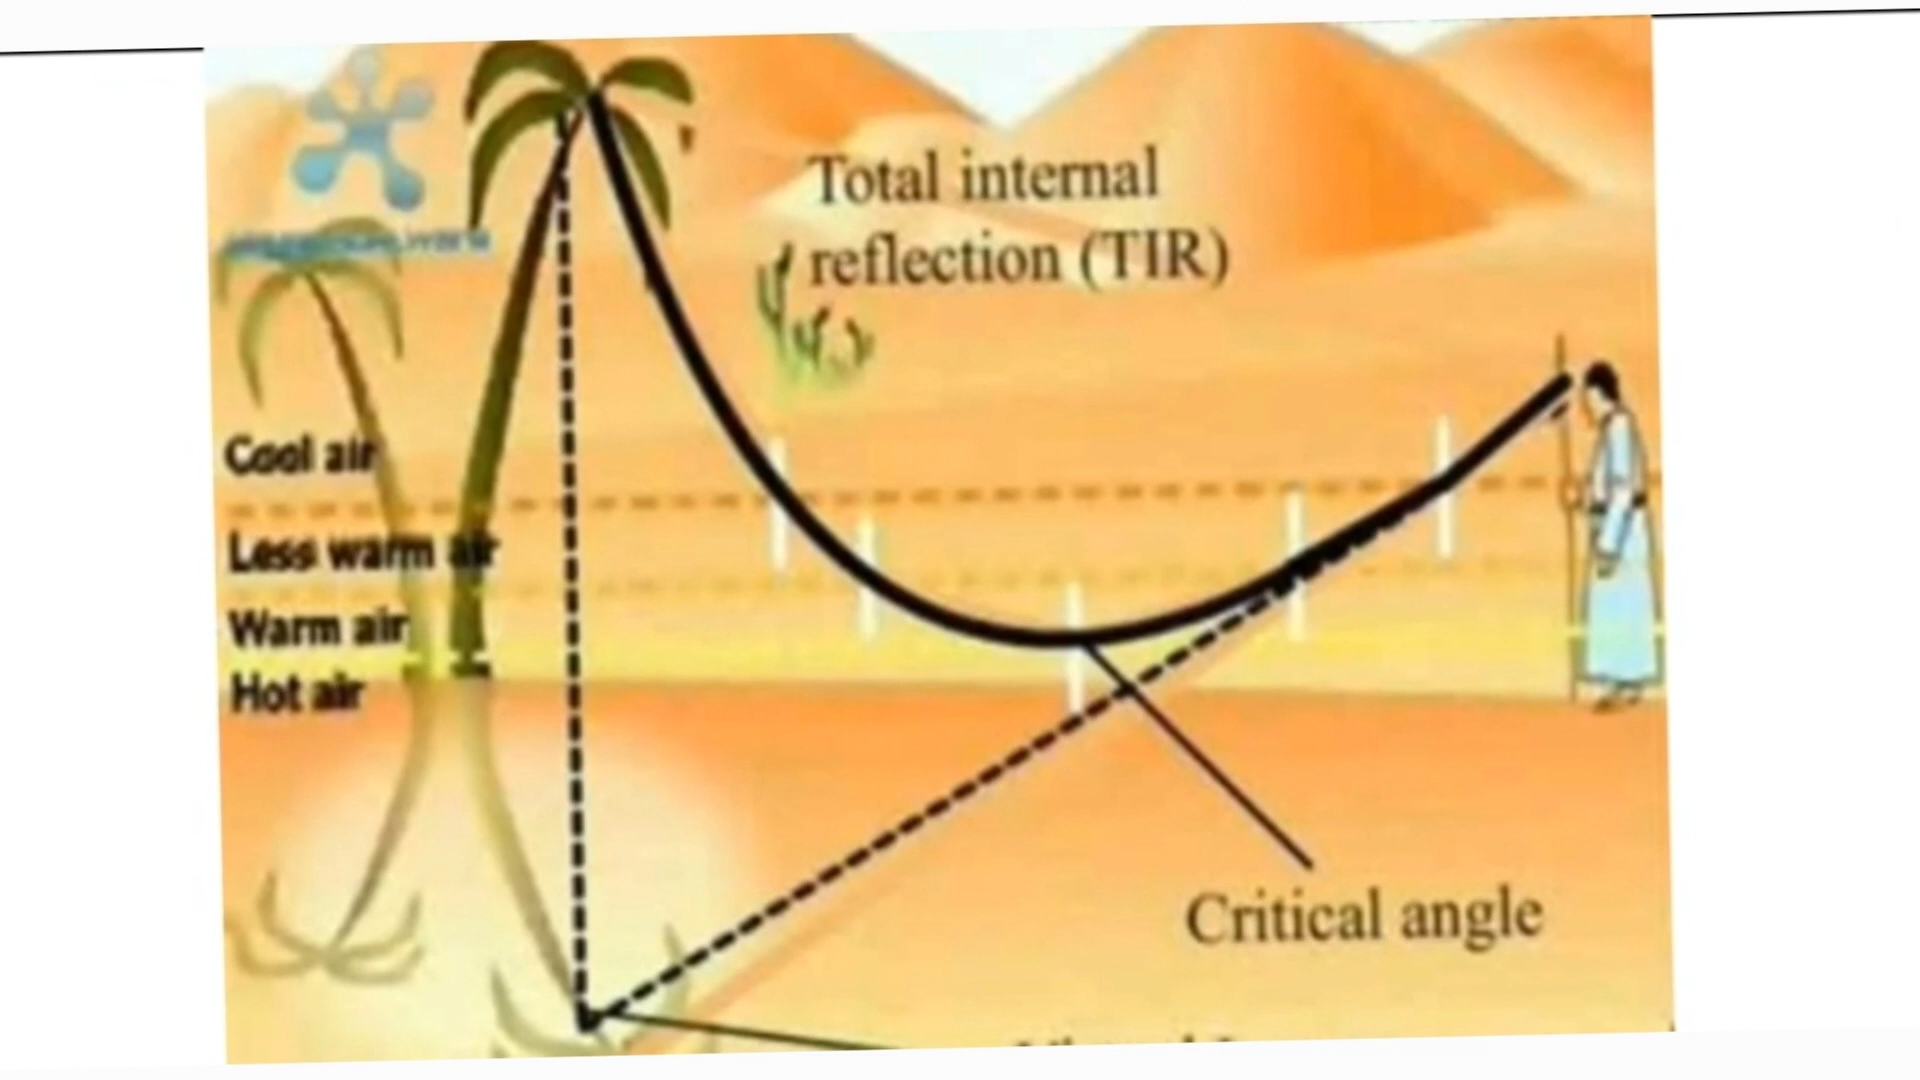 Total internal
reflection (TIR)
Cool air
Less warm air
Warm air
Hot air
Critical angle